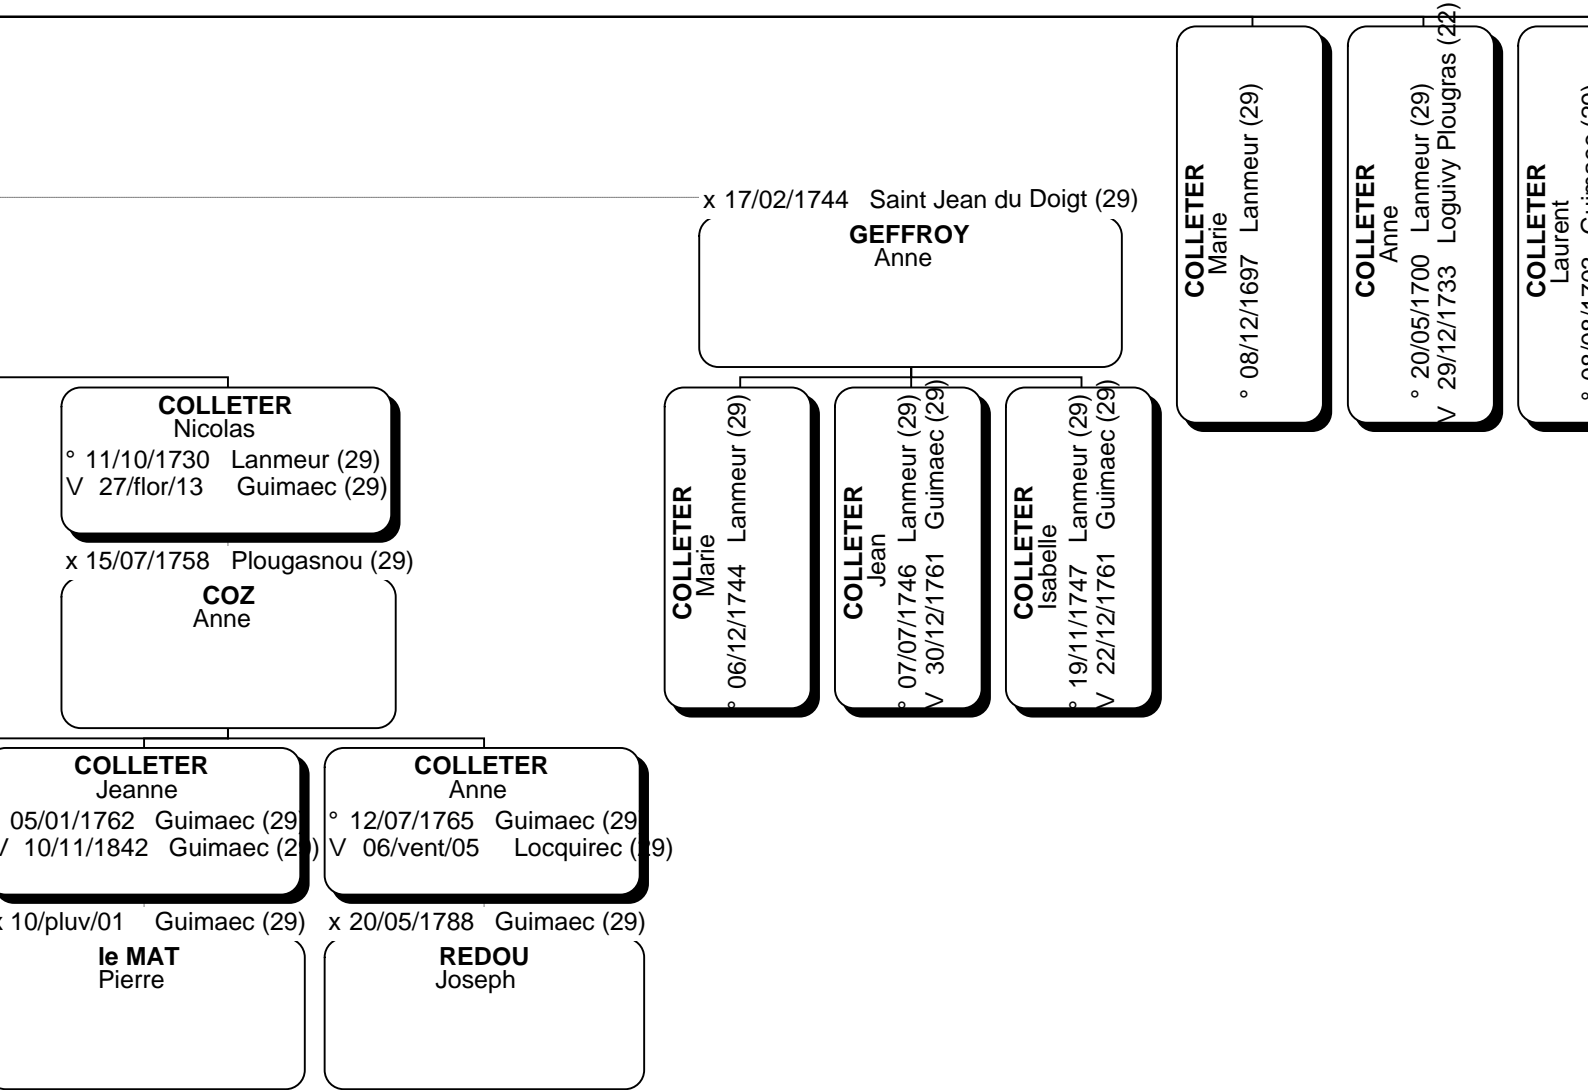 COLLETER
Marie
° 08/12/1697 Lanmeur (29)
COLLETER
Anne
° 20/05/1700 Lanmeur (29)
V 29/12/1733 Loguivy Plougras (22)
COLLETER
Laurent
x 17/02/1744 Saint Jean du Doigt (29)
GEFFROY
Anne
COLLETER
Nicolas
° 11/10/1730 Lanmeur (29)
V 27/flor/13 Guimaec (29)
x 15/07/1758 Plougasnou (29)
COZ
Anne
COLLETER
Marie
° 06/12/1744 Lanmeur (29)
COLLETER
Jean
° 07/07/1746 Lanmeur (29)
V 30/12/1761 Guimaec (29)
COLLETER
Isabelle
° 19/11/1747 Lanmeur (29)
V 22/12/1761 Guimaec (29)
COLLETER
Jeanne
05/01/1762 Guimaec (29)
V 10/11/1842 Guimaec (29)
x 10/pluv/01 Guimaec (29)
le MAT
Pierre
COLLETER
Anne
° 12/07/1765 Guimaec (29)
V 06/vent/05 Locquirec (29)
x 20/05/1788 Guimaec (29)
REDOU
Joseph